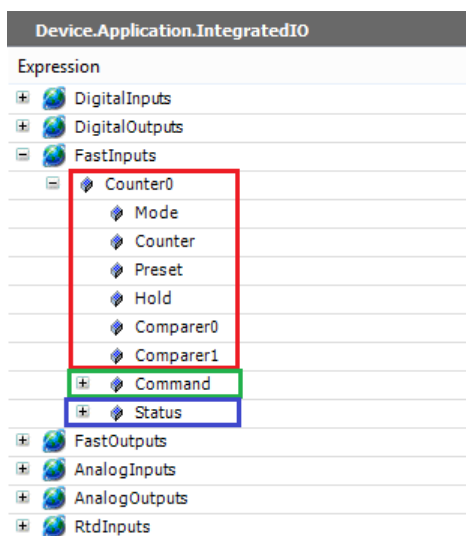 Device.Application.IntegratedIO
Expression
DigitalInputs
DigitalOutputs
FastInputs
Counter0
Mode
Counter
Preset
Hold
Comparer0
Comparer1
Command
Status
FastOutputs
AnalogInputs
AnalogOutputs
RtdInputs